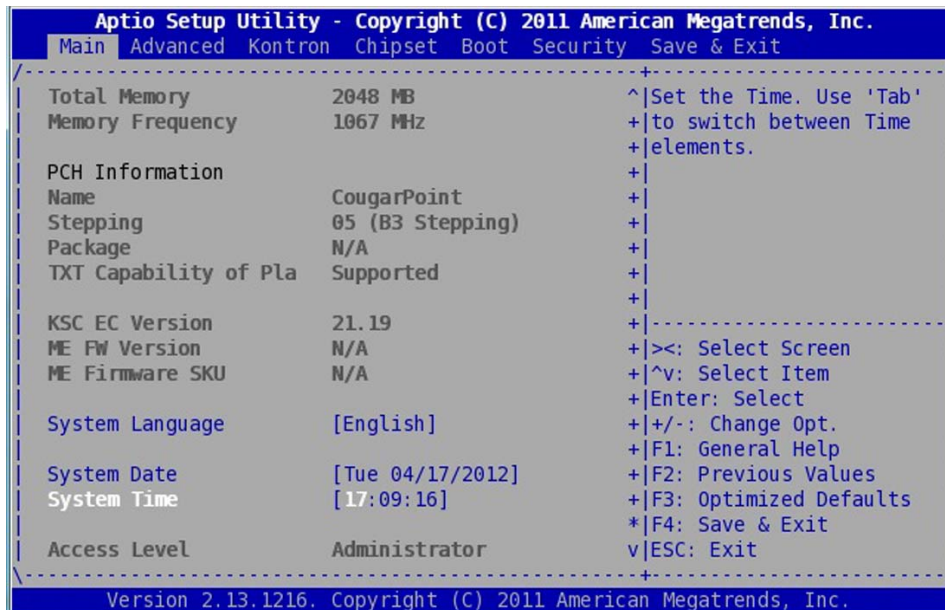 Aptio Setup Utility - Copyright (C) 2011 American Megatrends, Inc.
Main Advanced Kontron Chipset Boot Security Save & Exit
/-----------------------------------------------------+-------------------------
| Total Memory 2048 MB ^|Set the Time. Use 'Tab'
| Memory Frequency 1067 MHz +|to switch between Time
| +|elements.
| PCH Information +|
| Name CougarPoint +|
| Stepping 05 (B3 Stepping) +|
| Package N/A +|
| TXT Capability of Pla Supported +|
| +|
| KSC EC Version 21.19 +|-------------------------
| ME FW Version N/A +|><: Select Screen
| ME Firmware SKU N/A +|^v: Select Item
| +|Enter: Select
| System Language [English] +|+/-: Change Opt.
| +|F1: General Help
| System Date [Tue 04/17/2012] +|F2: Previous Values
| System Time [17:09:16] +|F3: Optimized Defaults
| *|F4: Save & Exit
| Access Level Administrator v|ESC: Exit
\-----------------------------------------------------+-------------------------
Version 2.13.1216. Copyright (C) 2011 American Megatrends, Inc.